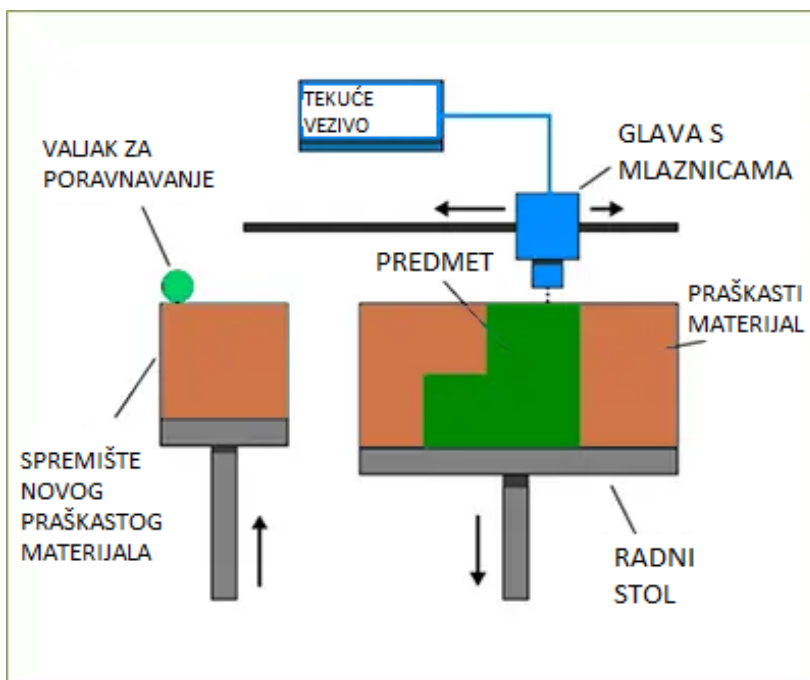 TEKUĆE
VEZIVO
VALJAK ZA
PORAVNAVANJE
GLAVA S
MLAZNICAMA
PREDMET
PRAŠKASTI
MATERIJAL
SPREMIŠTE
NOVOG
PRAŠKASTOG
MATERIJALA
RADNI
STOL